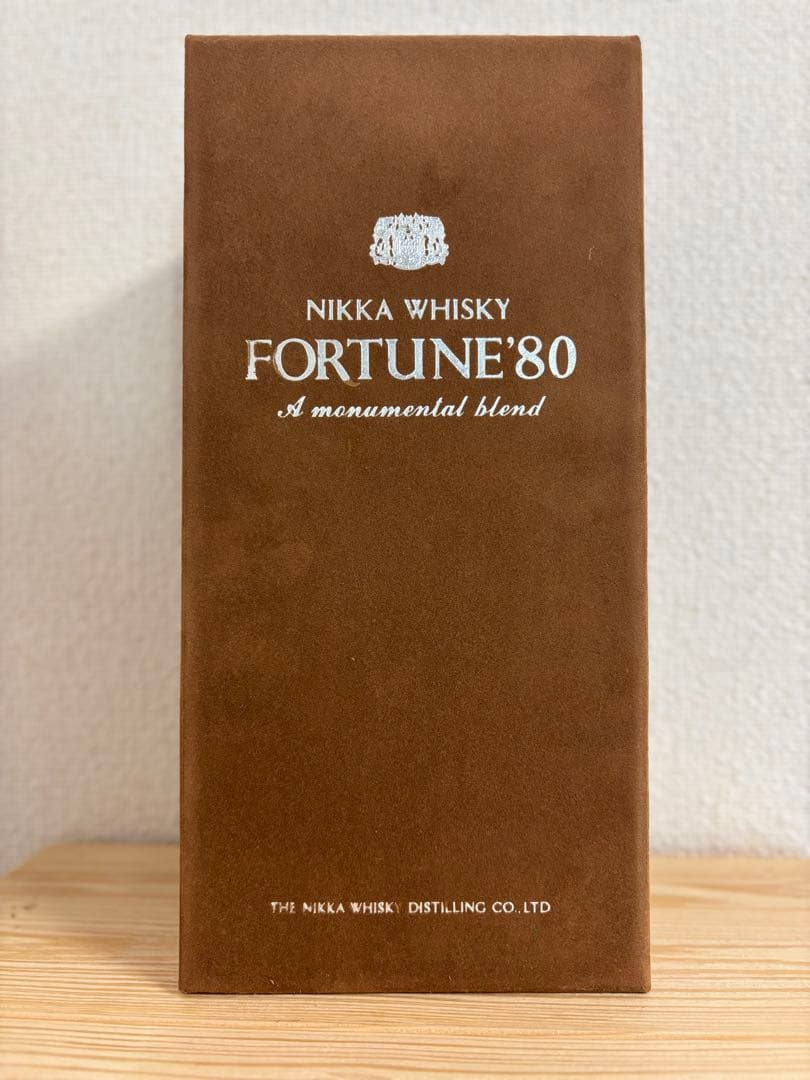 NIKKA WHISKY
FORTUNE'80
A monumental blend
THE NIKKA WHISKY DISTILLING CO., LTD